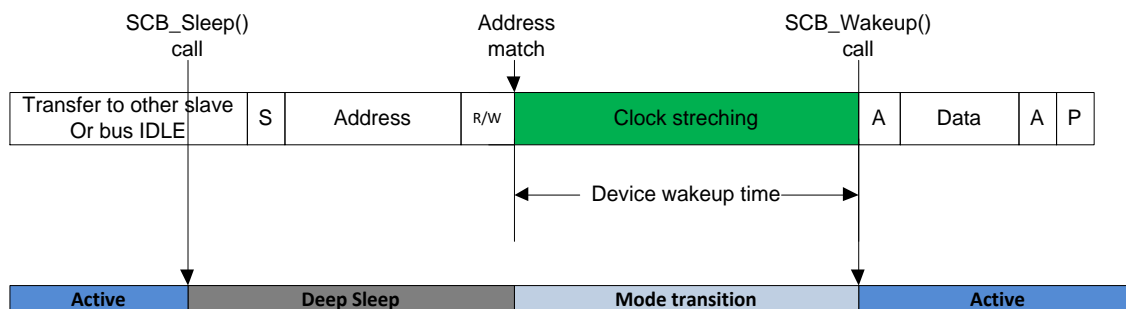 SCB_Sleep()
call
Address
match
SCB_Wakeup()
call
Transfer to other slave
Or bus IDLE
S
Address
R/W
Clock streching
A
Data
A
P
Device wakeup time
Active
Deep Sleep
Mode transition
Active